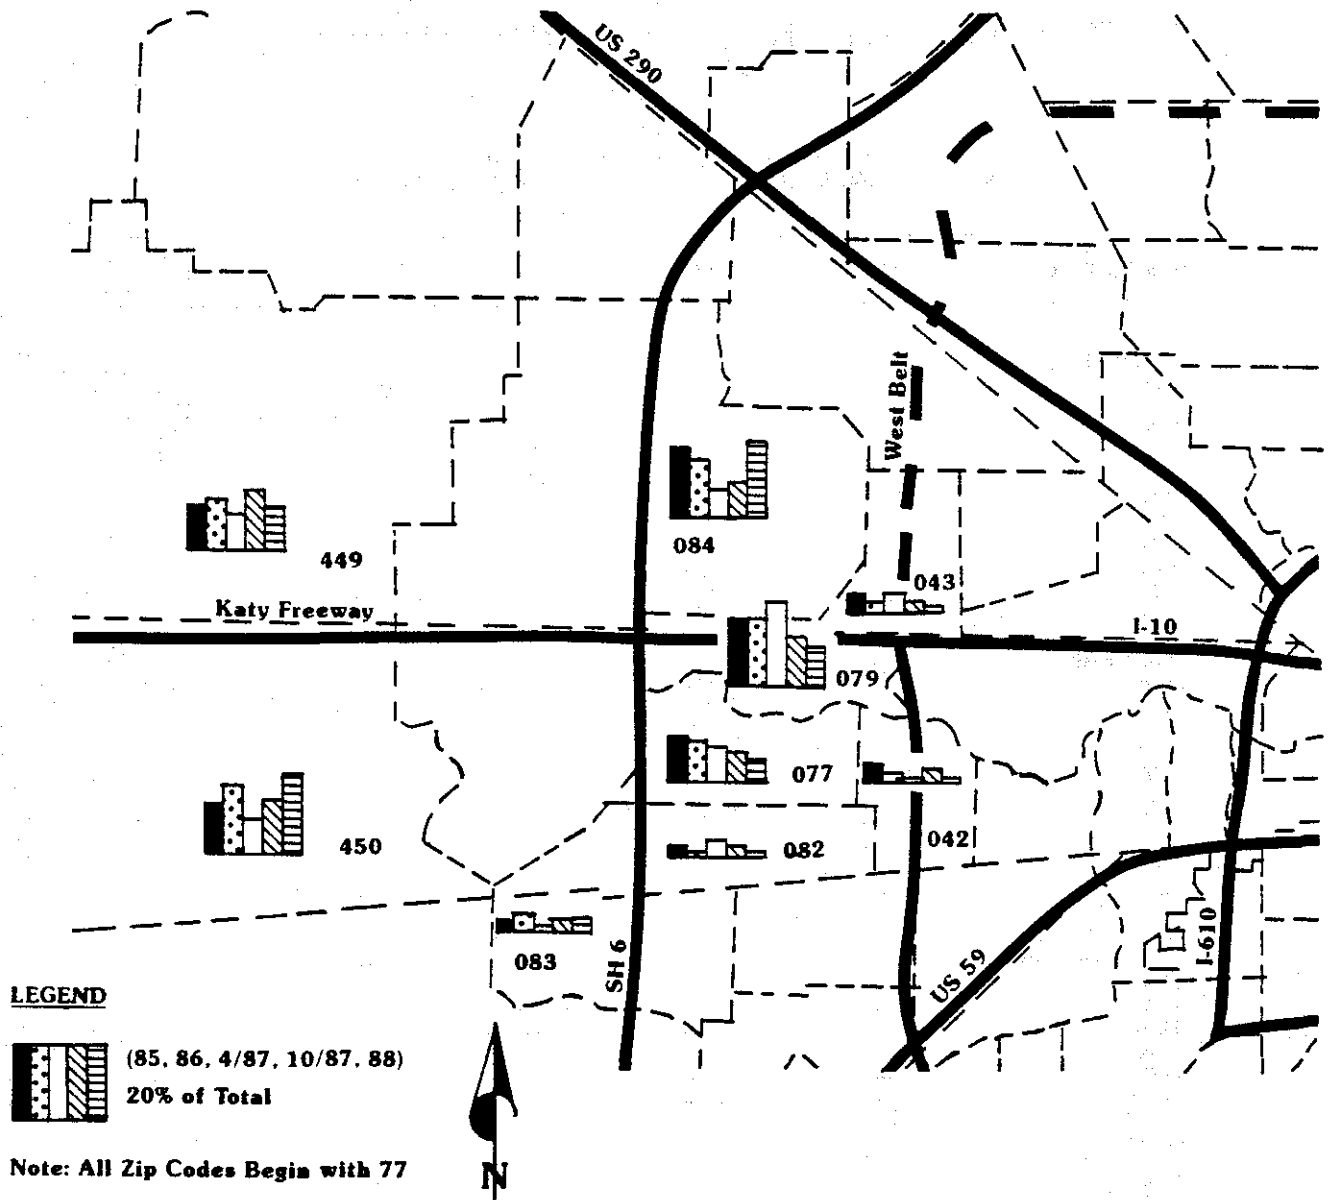 US 290
West Belt
449
084
043
Katy Freeway
I-10
079
077
450
082
042
083
SH 6
US 59
I-610
LEGEND
(85, 86, 4/87, 10/87, 88)
20% of Total
N
Note: All Zip Codes Begin with 77